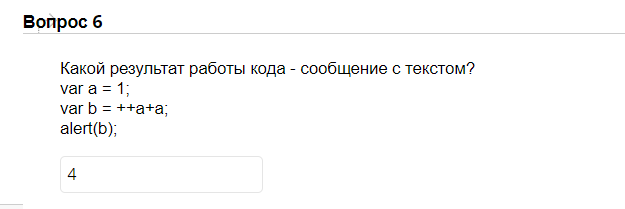 Вопрос 6
Какой результат работы кода - сообщение с текстом?
var a = 1;
var b = ++a+a;
alert(b);
4